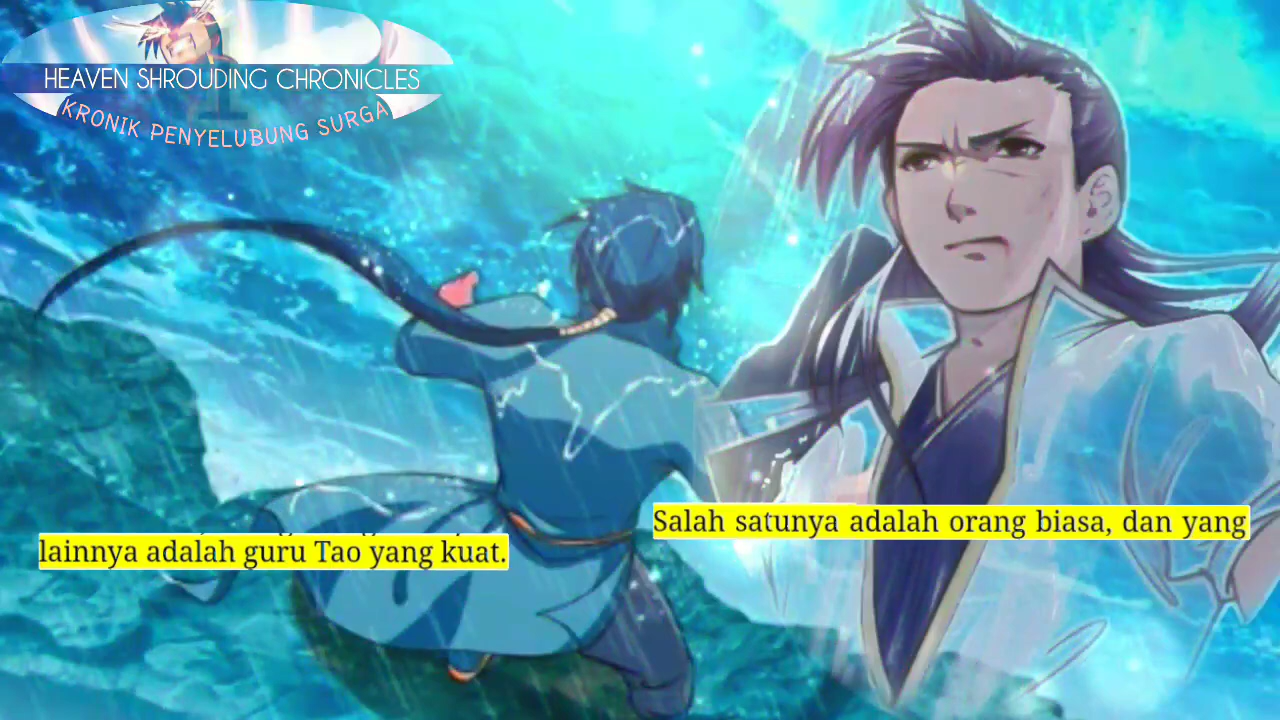 HEAVEN SHROUDING CHRONICLES
KRONIK PENYELUBUNG SURGA
Salah satunya adalah orang biasa, dan yang
lainnya adalah guru Tao yang kuat.